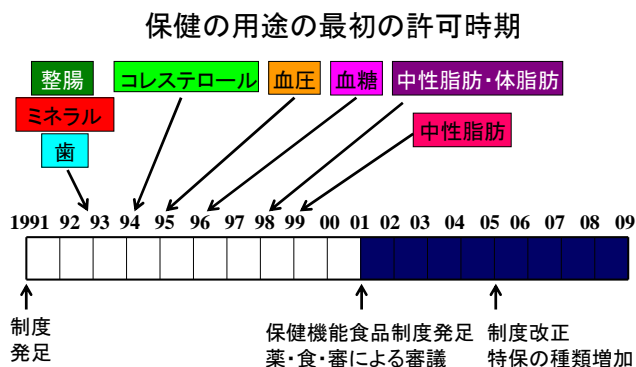 保健の用途の最初の許可時期
整腸
コレステロール
血圧
血糖
中性脂肪・体脂肪
ミネラル
中性脂肪
歯
1991 92 93 94 95 96 97 98 99 00 01 02 03 04 05 06 07 08 09
制度
発足
保健機能食品制度発足
薬・食・審による審議
制度改正
特保の種類増加